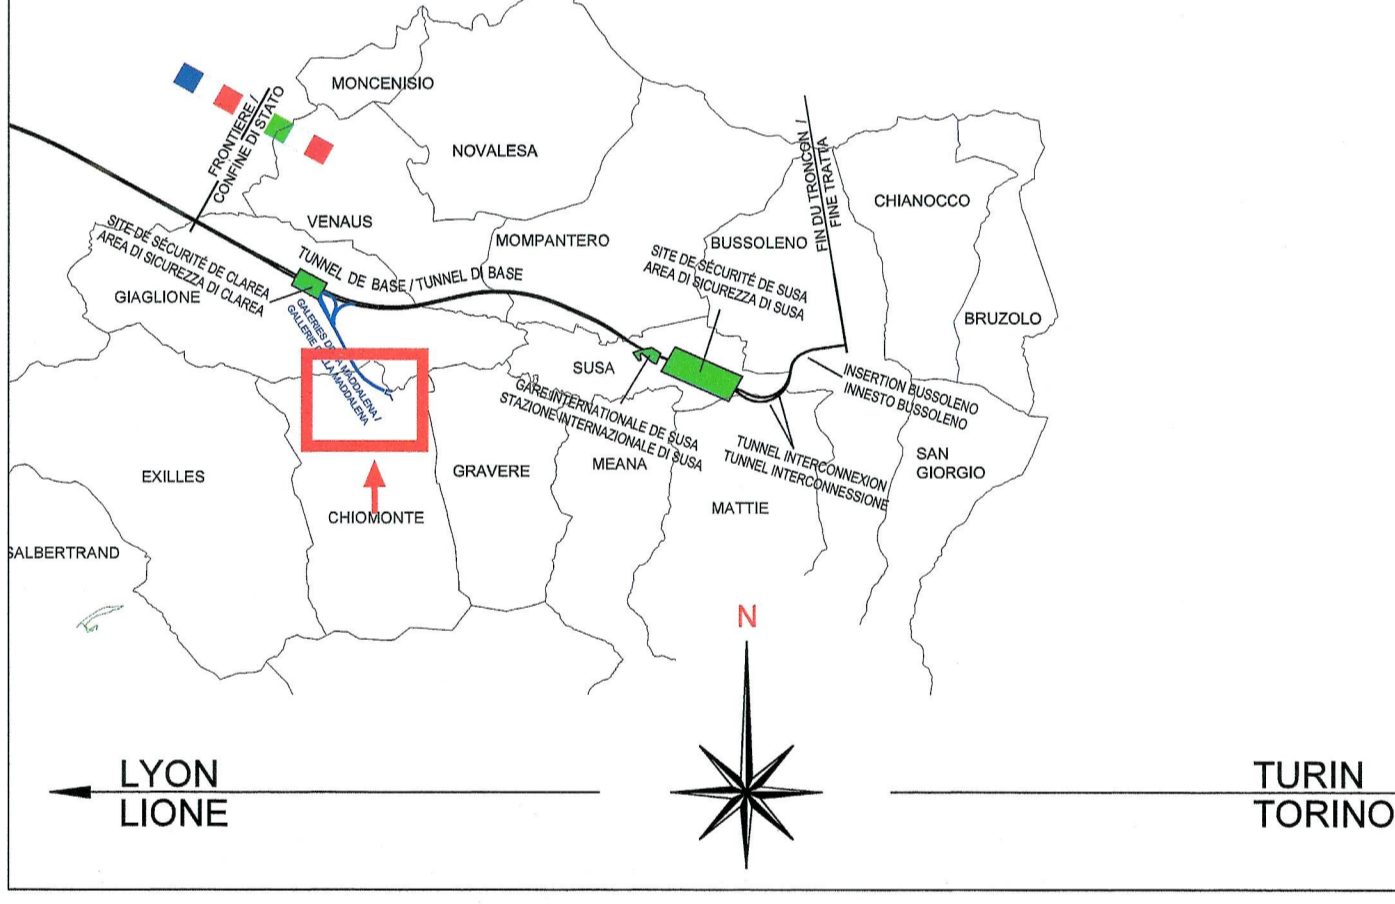 MONCENISIO
FRONTIERE /
CONFINE DI STATO
NOVALESA
FIN DU TRONCON /
FINE TRATTA
CHIANOCCO
VENAUS
SITE DE SÉCURITÉ DE CLAREA
AREA DI SICUREZZA DI CLAREA
TUNNEL DE BASE / TUNNEL DI BASE
MOMPANTERO
BUSSOLENO
SITE DE SÉCURITÉ DE SUSA
AREA DI SICUREZZA DI SUSA
GIAGLIONE
BRUZOLO
GALERIES DE LA MADDALENA /
GALLERIE DELLA MADDALENA
SUSA
GARE INTERNATIONALE DE SUSA
STAZIONE INTERNAZIONALE DI SUSA
INSERTION BUSSOLENO
INNESTO BUSSOLENO
TUNNEL INTERCONNEXION
TUNNEL INTERCONNESSIONE
SAN
GIORGIO
EXILLES
GRAVERE
MEANA
MATTIE
CHIOMONTE
SALBERTRAND
N
LYON
LIONE
TURIN
TORINO